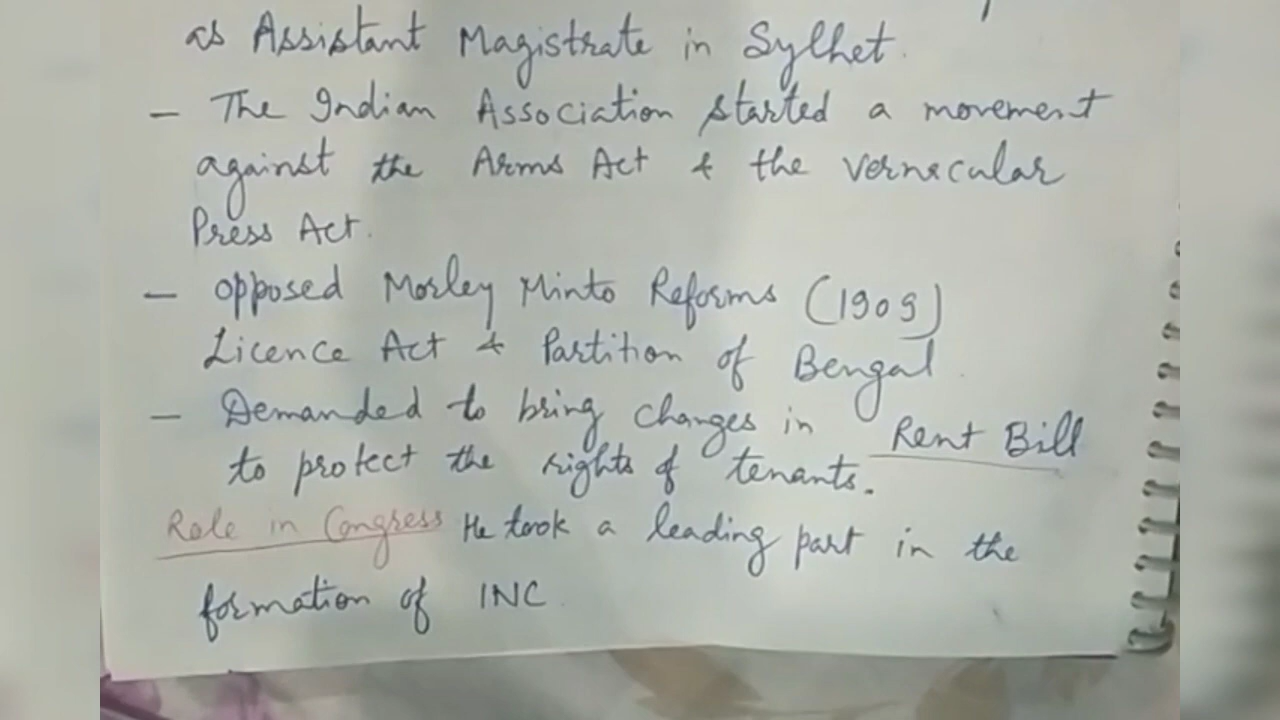 as Assistant Magistrate in Sylhet.
- The Indian Association started a movement
against the Arms Act & the vernacular
Press Act.
- opposed Morley Minto Reforms (1909)
Licence Act & Partition of Bengal.
- Demanded to bring changes in Rent Bill
to protect the rights of tenants.
Role in Congress He took a leading part in the
formation of INC